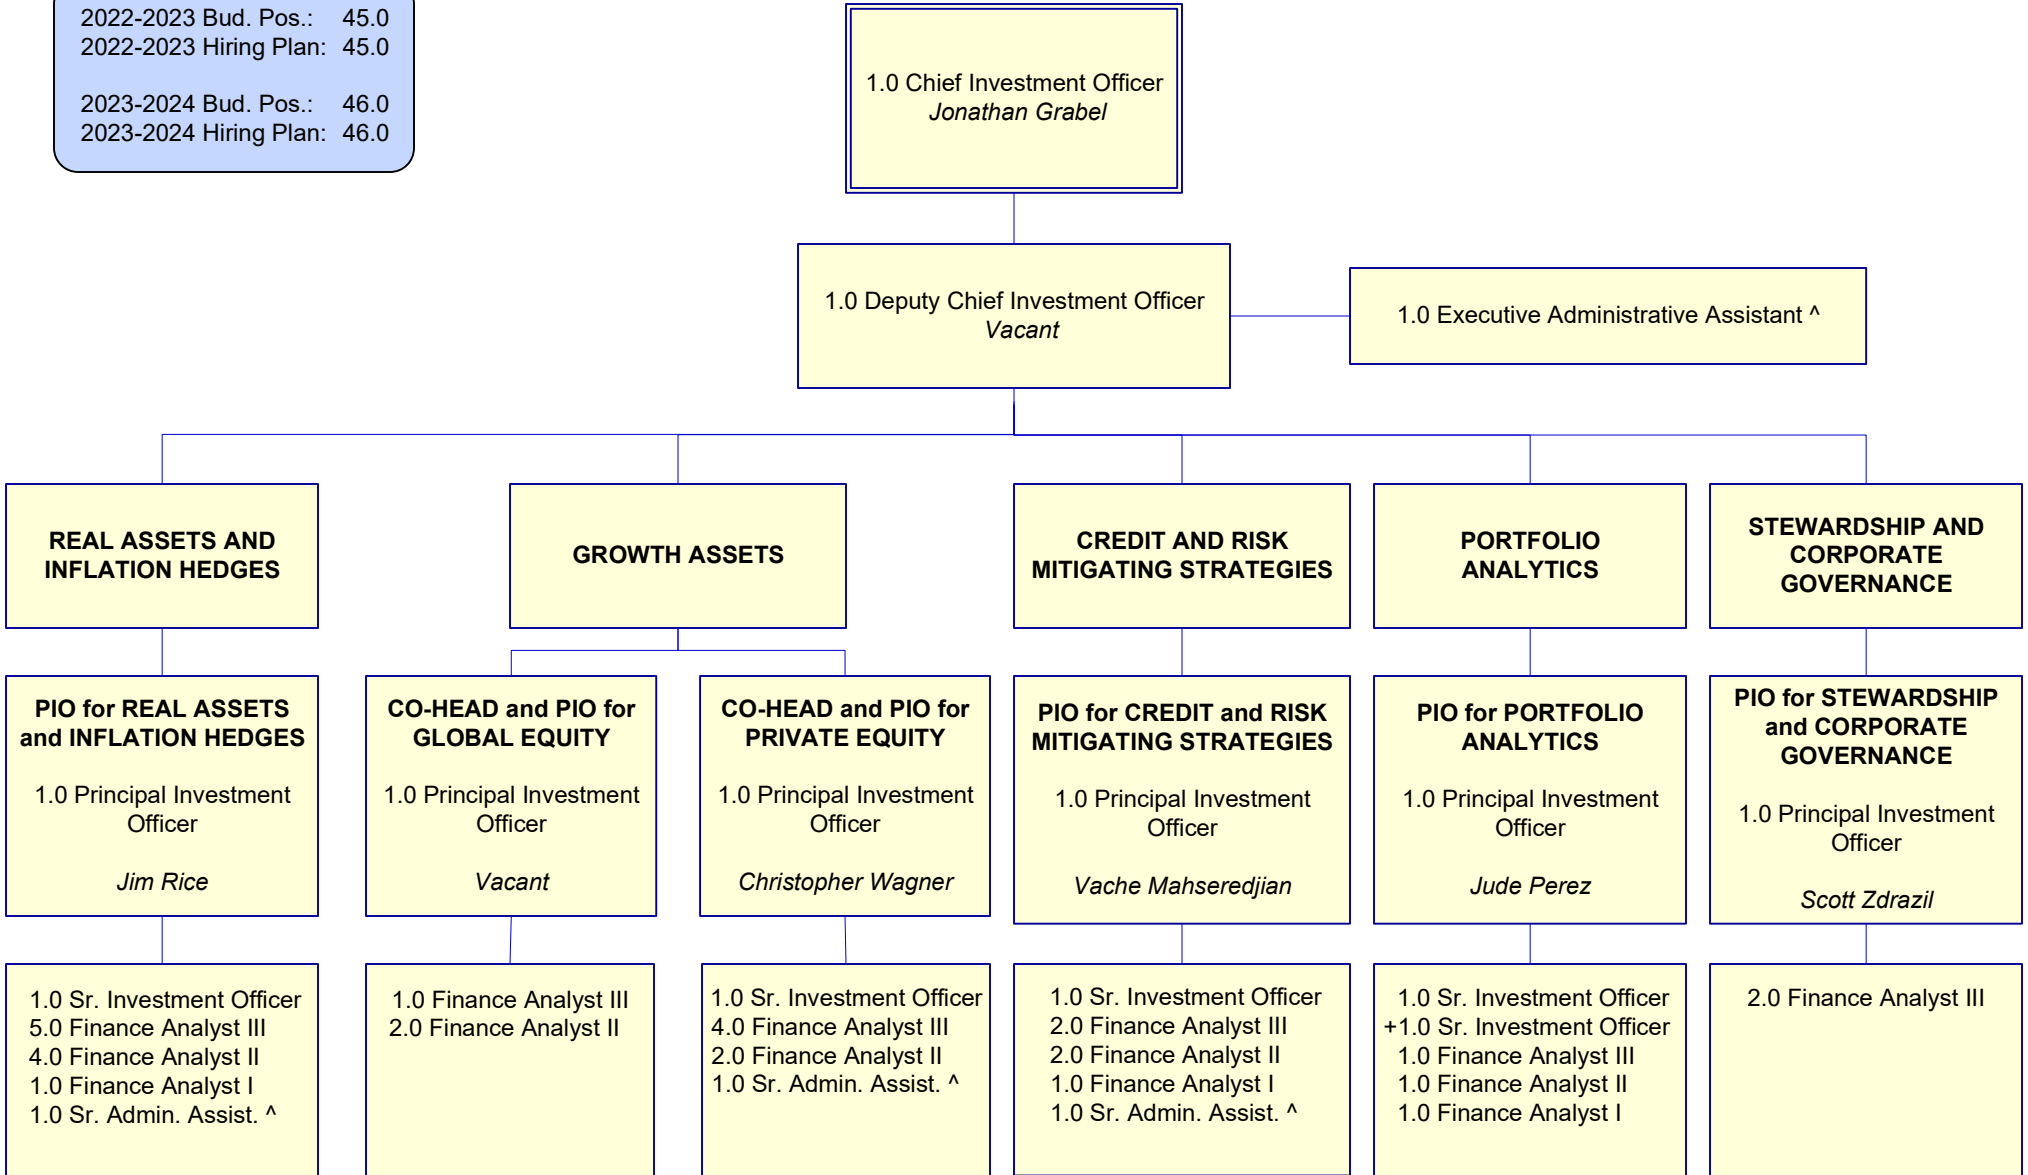 2022-2023 Bud. Pos.: 45.0
2022-2023 Hiring Plan: 45.0
2023-2024 Bud. Pos.: 46.0
2023-2024 Hiring Plan: 46.0
1.0 Chief Investment Officer
Jonathan Grabel
1.0 Deputy Chief Investment Officer
Vacant
1.0 Executive Administrative Assistant ^
REAL ASSETS AND
INFLATION HEDGES
GROWTH ASSETS
CREDIT AND RISK
MITIGATING STRATEGIES
PORTFOLIO
ANALYTICS
STEWARDSHIP AND
CORPORATE
GOVERNANCE
PIO for REAL ASSETS
and INFLATION HEDGES
1.0 Principal Investment
Officer
Jim Rice
CO-HEAD and PIO for
GLOBAL EQUITY
1.0 Principal Investment
Officer
Vacant
CO-HEAD and PIO for
PRIVATE EQUITY
1.0 Principal Investment
Officer
Christopher Wagner
PIO for CREDIT and RISK
MITIGATING STRATEGIES
1.0 Principal Investment
Officer
Vache Mahseredjian
PIO for PORTFOLIO
ANALYTICS
1.0 Principal Investment
Officer
Jude Perez
PIO for STEWARDSHIP
and CORPORATE
GOVERNANCE
1.0 Principal Investment
Officer
Scott Zdrazil
1.0 Sr. Investment Officer
5.0 Finance Analyst III
4.0 Finance Analyst II
1.0 Finance Analyst I
1.0 Sr. Admin. Assist. ^
1.0 Finance Analyst III
2.0 Finance Analyst II
1.0 Sr. Investment Officer
4.0 Finance Analyst III
2.0 Finance Analyst II
1.0 Sr. Admin. Assist. ^
1.0 Sr. Investment Officer
2.0 Finance Analyst III
2.0 Finance Analyst II
1.0 Finance Analyst I
1.0 Sr. Admin. Assist. ^
1.0 Sr. Investment Officer
+1.0 Sr. Investment Officer
1.0 Finance Analyst III
1.0 Finance Analyst II
1.0 Finance Analyst I
2.0 Finance Analyst III